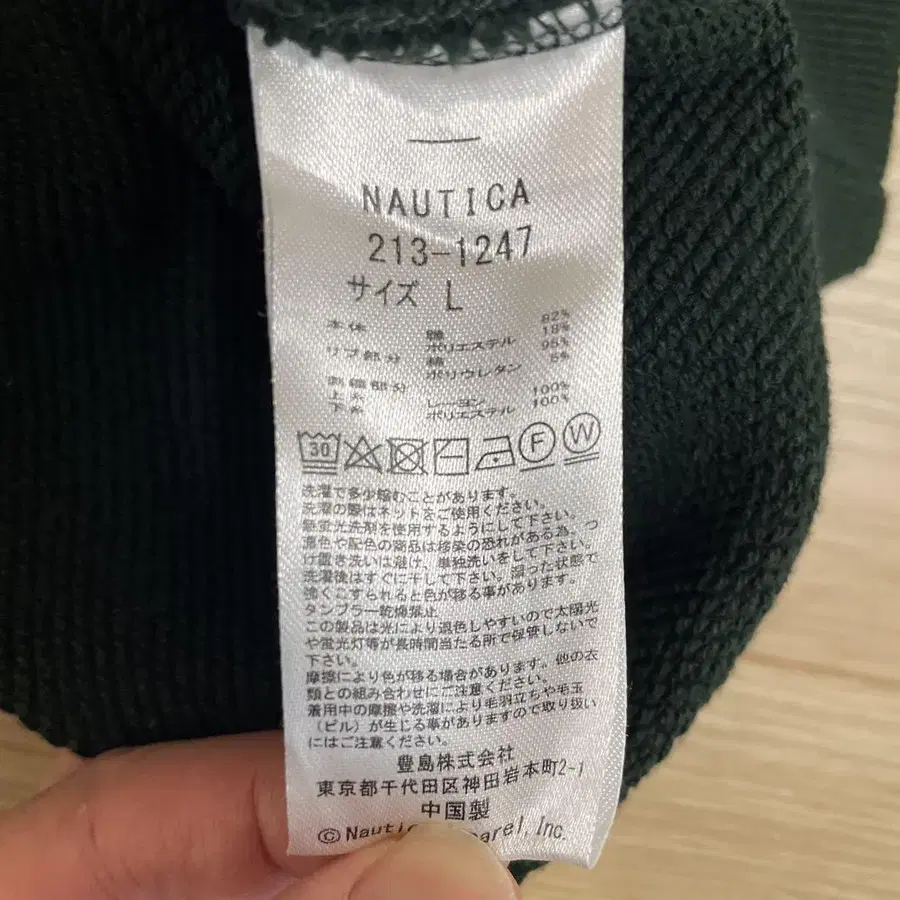 NAUTICA
213-1247
サイズ L
本体 綿 82%
ポリエステル 18%
リブ部分 綿 95%
ポリウレタン 5%
刺繍部分
上糸 レーヨン 100%
下糸 ポリエステル 100%
30 F W
洗濯で多少縮むことがあります。
洗濯の際はネットをご使用ください。
無蛍光洗剤を使用するようにして下さい。
濃色や配色の商品は移染の恐れがある為、つ
け置き洗いは避け、単独洗いをして下さい。
洗濯後はすぐに干して下さい。湿った状態で
強くこすられると色が移る事があります。
タンブラー乾燥禁止
この製品は光により退色しやすいので太陽光
や蛍光灯等が長時間当たる所で保管しないで
下さい。
摩擦により色が移る場合があります。他の衣
類との組み合わせにご注意ください。
着用中の摩擦や洗濯により毛羽立ちや毛玉
（ピル）が生じる事がありますので取り扱い
にはご注意ください。
豊島株式会社
東京都千代田区神田岩本町2-1
中国製
© Nautic parel, Inc.